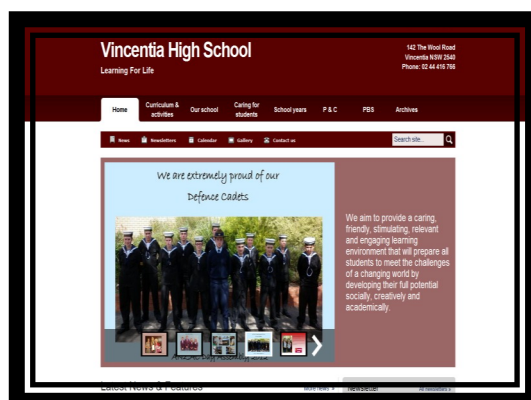 Vincentia High School
Learning For Life
142 The Wool Road
Vincentia NSW 2540
Phone: 02 44 416 766
Home
Curriculum & activities
Our school
Caring for students
School years
P & C
PBS
Archives
News
Newsletters
Calendar
Gallery
Contact us
Search site...
We are extremely proud of our
Defence Cadets
We aim to provide a caring,
friendly, stimulating, relevant
and engaging learning
environment that will prepare all
students to meet the challenges
of a changing world by
developing their full potential
socially, creatively and
academically.
ANZAC Day Assembly 2012
Latest News & Features
More news »
Newsletter
All newsletters »